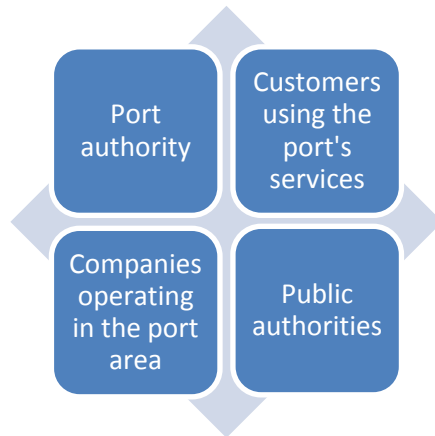 Port
authority
Customers
using the
port's
services
Companies
operating
in the port
area
Public
authorities